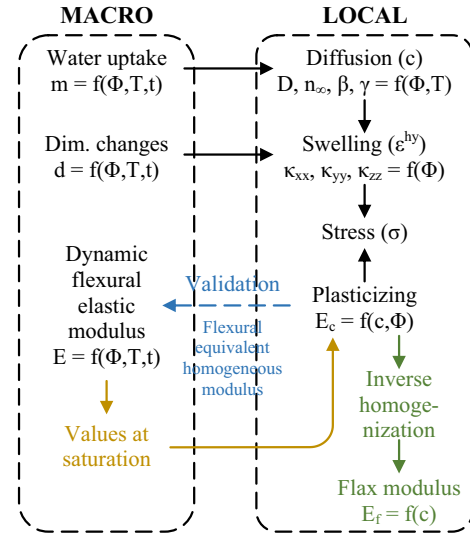 MACRO
Water uptake
m = f(Φ,T,t)
Dim. changes
d = f(Φ,T,t)
Dynamic
flexural
elastic
modulus
E = f(Φ,T,t)
Values at
saturation
Validation
Flexural
equivalent
homogeneous
modulus
LOCAL
Diffusion (c)
D, n∞, β, γ = f(Φ,T)
Swelling (εʰʸ)
κxx, κyy, κzz = f(Φ)
Stress (σ)
Plasticizing
Ec = f(c,Φ)
Inverse
homoge-
nization
Flax modulus
Ef = f(c)